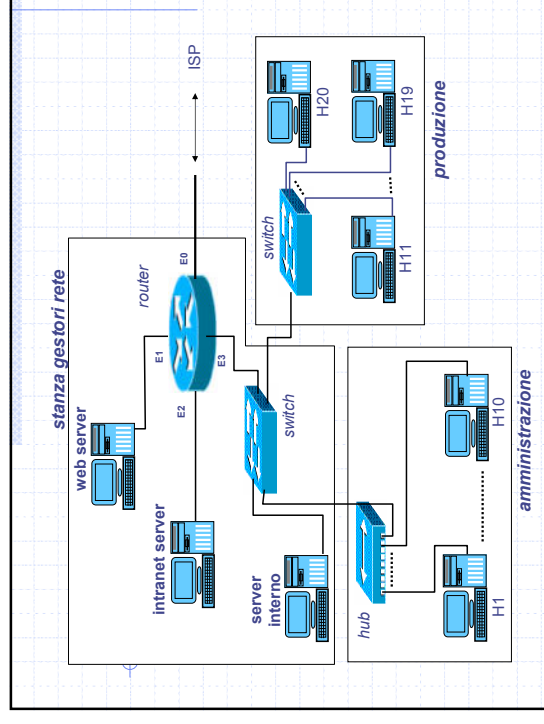 stanza gestori rete
web server
intranet server
server
interno
router
E1
E0
E2
E3
ISP
switch
switch
H20
H19
H11
produzione
hub
H1
H10
amministrazione